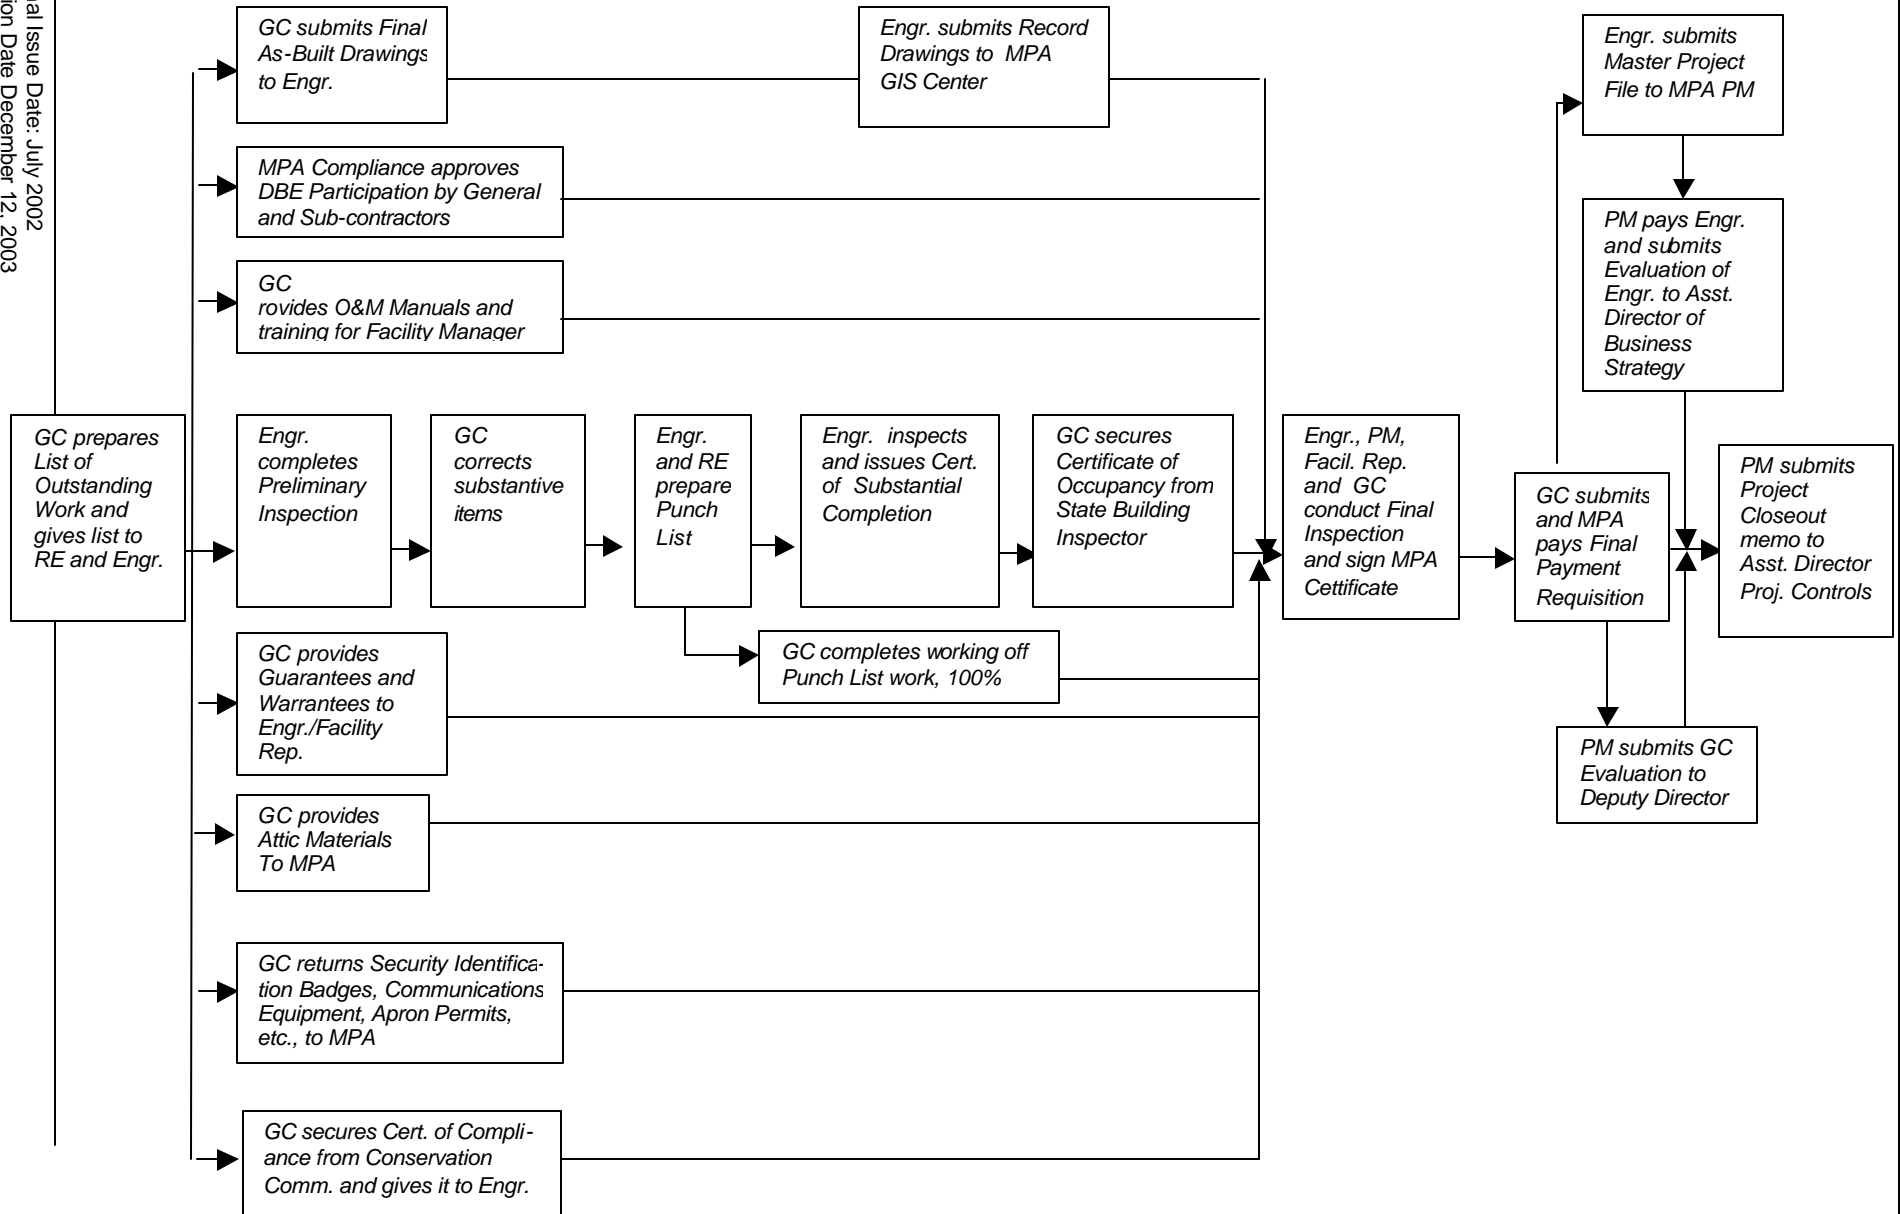 nal Issue Date: July 2002
ion Date December 12, 2003
GC submits Final
As-Built Drawings
to Engr.
Engr. submits Record
Drawings to MPA
GIS Center
Engr. submits
Master Project
File to MPA PM
MPA Compliance approves
DBE Participation by General
and Sub-contractors
PM pays Engr.
and submits
Evaluation of
Engr. to Asst.
Director of
Business
Strategy
GC
rovides O&M Manuals and
training for Facility Manager
GC prepares
List of
Outstanding
Work and
gives list to
RE and Engr.
Engr.
completes
Preliminary
Inspection
GC
corrects
substantive
items
Engr.
and RE
prepare
Punch
List
Engr. inspects
and issues Cert.
of Substantial
Completion
GC secures
Certificate of
Occupancy from
State Building
Inspector
Engr., PM,
Facil. Rep.
and GC
conduct Final
Inspection
and sign MPA
Cettificate
GC submits
and MPA
pays Final
Payment
Requisition
PM submits
Project
Closeout
memo to
Asst. Director
Proj. Controls
GC completes working off
Punch List work, 100%
GC provides
Guarantees and
Warrantees to
Engr./Facility
Rep.
PM submits GC
Evaluation to
Deputy Director
GC provides
Attic Materials
To MPA
GC returns Security Identifica-
tion Badges, Communications
Equipment, Apron Permits,
etc., to MPA
GC secures Cert. of Compli-
ance from Conservation
Comm. and gives it to Engr.